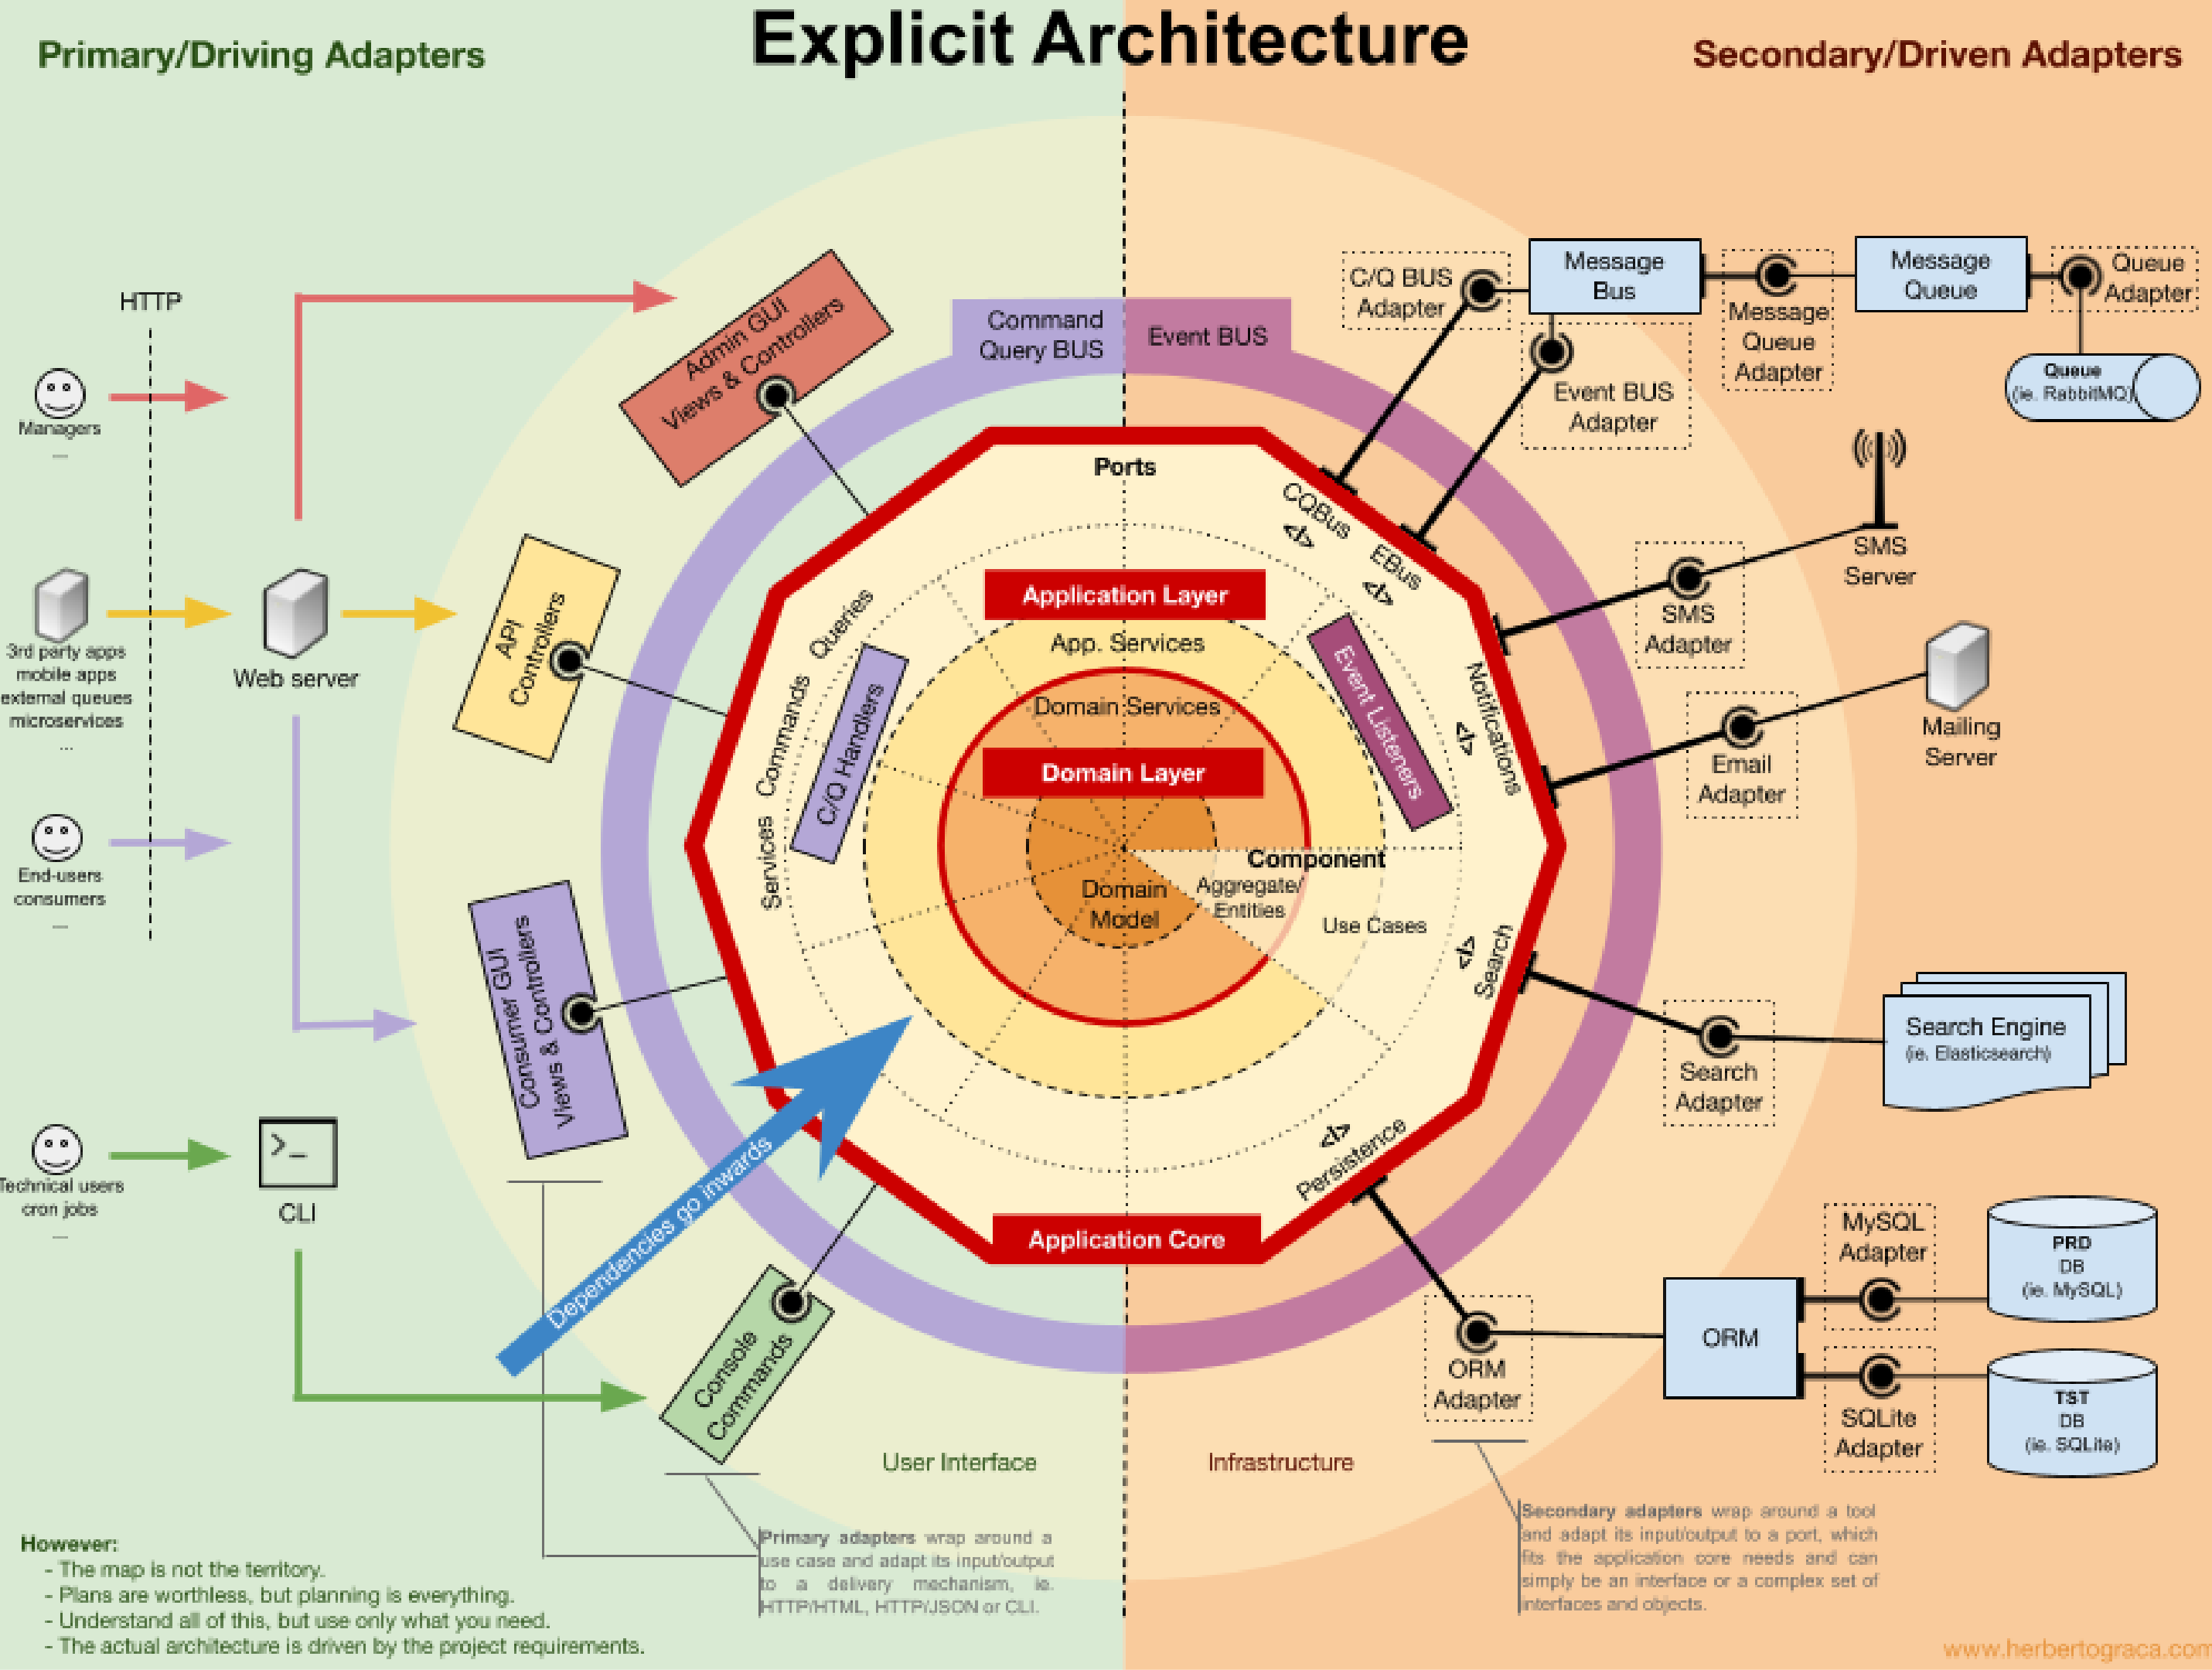 Explicit Architecture
Primary/Driving Adapters
Secondary/Driven Adapters
HTTP
Managers
...
3rd party apps
mobile apps
external queues
microservices
...
End-users
consumers
...
Technical users
cron jobs
...
Web server
CLI
Admin GUI
Views & Controllers
API
Controllers
Consumer GUI
Views & Controllers
Console
Commands
Dependencies go inwards
Command
Query BUS
Event BUS
Ports
Queries
Commands
Services
C/Q Handlers
Application Layer
App. Services
Domain Services
Domain Layer
Domain
Model
Component
Aggregate/
Entities
Use Cases
Event Listeners
CQBus
</>
EBus
</>
Notifications
</>
Search
</>
Persistence
</>
Application Core
C/Q BUS
Adapter
Message
Bus
Event BUS
Adapter
Message
Queue
Adapter
Message
Queue
Queue
Adapter
Queue
(ie. RabbitMQ)
SMS
Server
SMS
Adapter
Mailing
Server
Email
Adapter
Search Engine
(ie. Elasticsearch)
Search
Adapter
ORM
Adapter
ORM
MySQL
Adapter
PRD
DB
(ie. MySQL)
SQLite
Adapter
TST
DB
(ie. SQLite)
User Interface
Infrastructure
Primary adapters wrap around a
use case and adapt its input/output
to a delivery mechanism, ie.
HTTP/HTML, HTTP/JSON or CLI.
Secondary adapters wrap around a tool
and adapt its input/output to a port, which
fits the application core needs and can
simply be an interface or a complex set of
interfaces and objects.
However:
- The map is not the territory.
- Plans are worthless, but planning is everything.
- Understand all of this, but use only what you need.
- The actual architecture is driven by the project requirements.
www.herbertograca.com